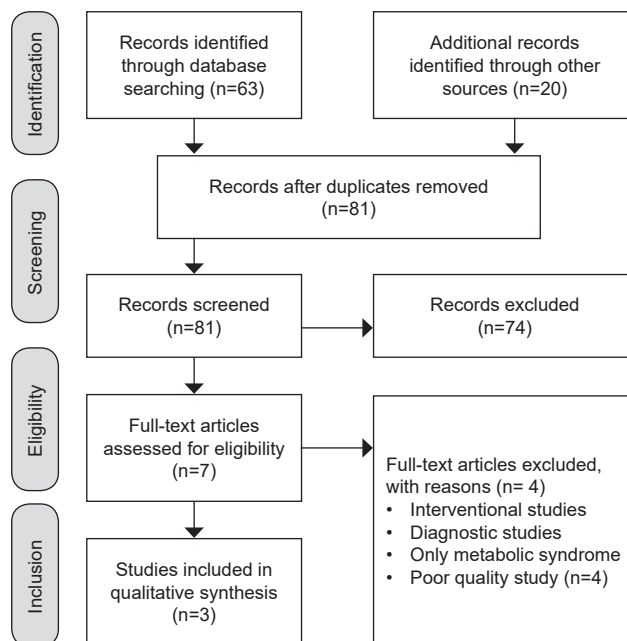 Identification
Records identified
through database
searching (n=63)
Additional records
identified through other
sources (n=20)
Records after duplicates removed
(n=81)
Screening
Records screened
(n=81)
Records excluded
(n=74)
Eligibility
Full-text articles
assessed for eligibility
(n=7)
Full-text articles excluded,
with reasons (n= 4)
• Interventional studies
• Diagnostic studies
• Only metabolic syndrome
• Poor quality study (n=4)
Inclusion
Studies included in
qualitative synthesis
(n=3)